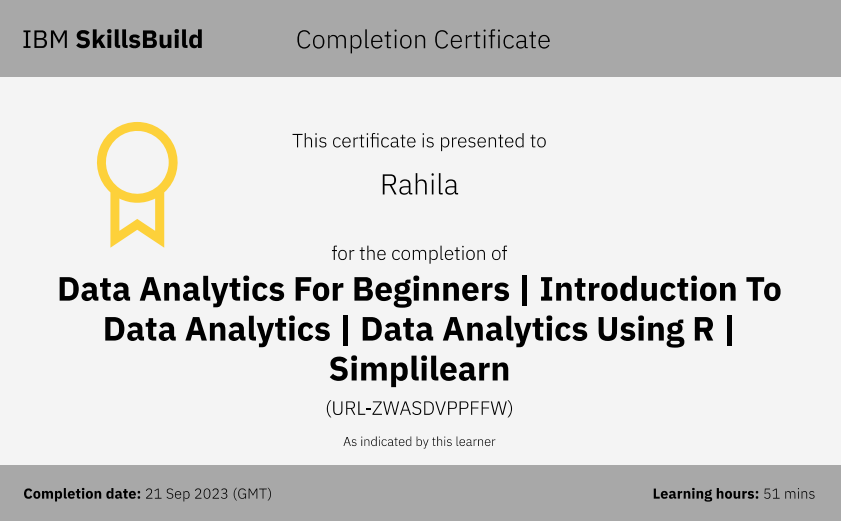 IBM SkillsBuild Completion Certificate
This certificate is presented to
Rahila
for the completion of
Data Analytics For Beginners | Introduction To
Data Analytics | Data Analytics Using R |
Simplilearn
(URL-ZWASDVPPFFW)
As indicated by this learner
Completion date: 21 Sep 2023 (GMT) Learning hours: 51 mins